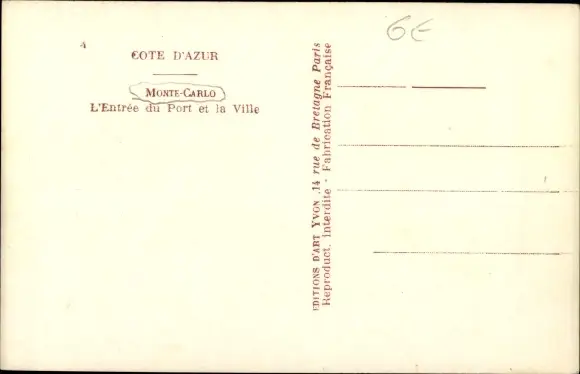 4
COTE D'AZUR
MONTE-CARLO
L'Entrée du Port et la Ville
EDITIONS D'ART YVON .14 rue de Bretagne Paris
Reproduct. interdite - Fabrication Française
6€